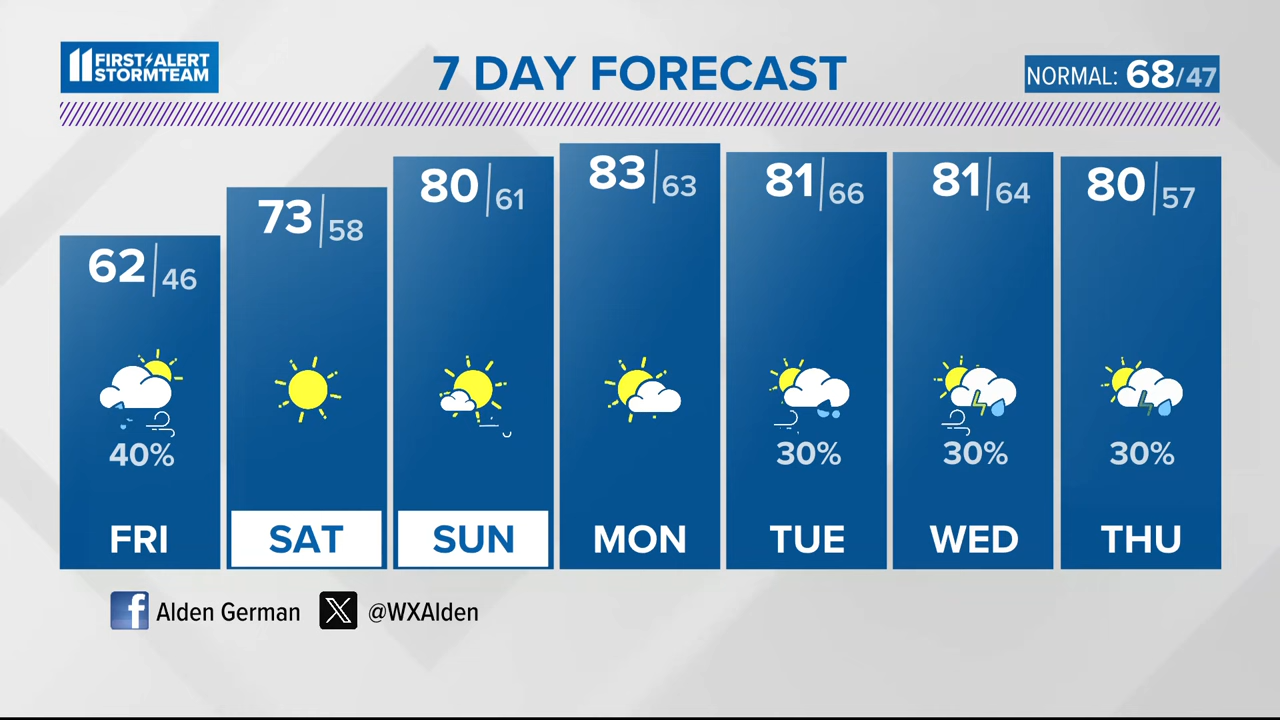 11 FIRST ALERT
STORMTEAM
7 DAY FORECAST
NORMAL: 68/47
62/46
73/58
80/61
83/63
81/66
81/64
80/57
40%
30%
30%
30%
FRI
SAT
SUN
MON
TUE
WED
THU
f Alden German X @WXAlden